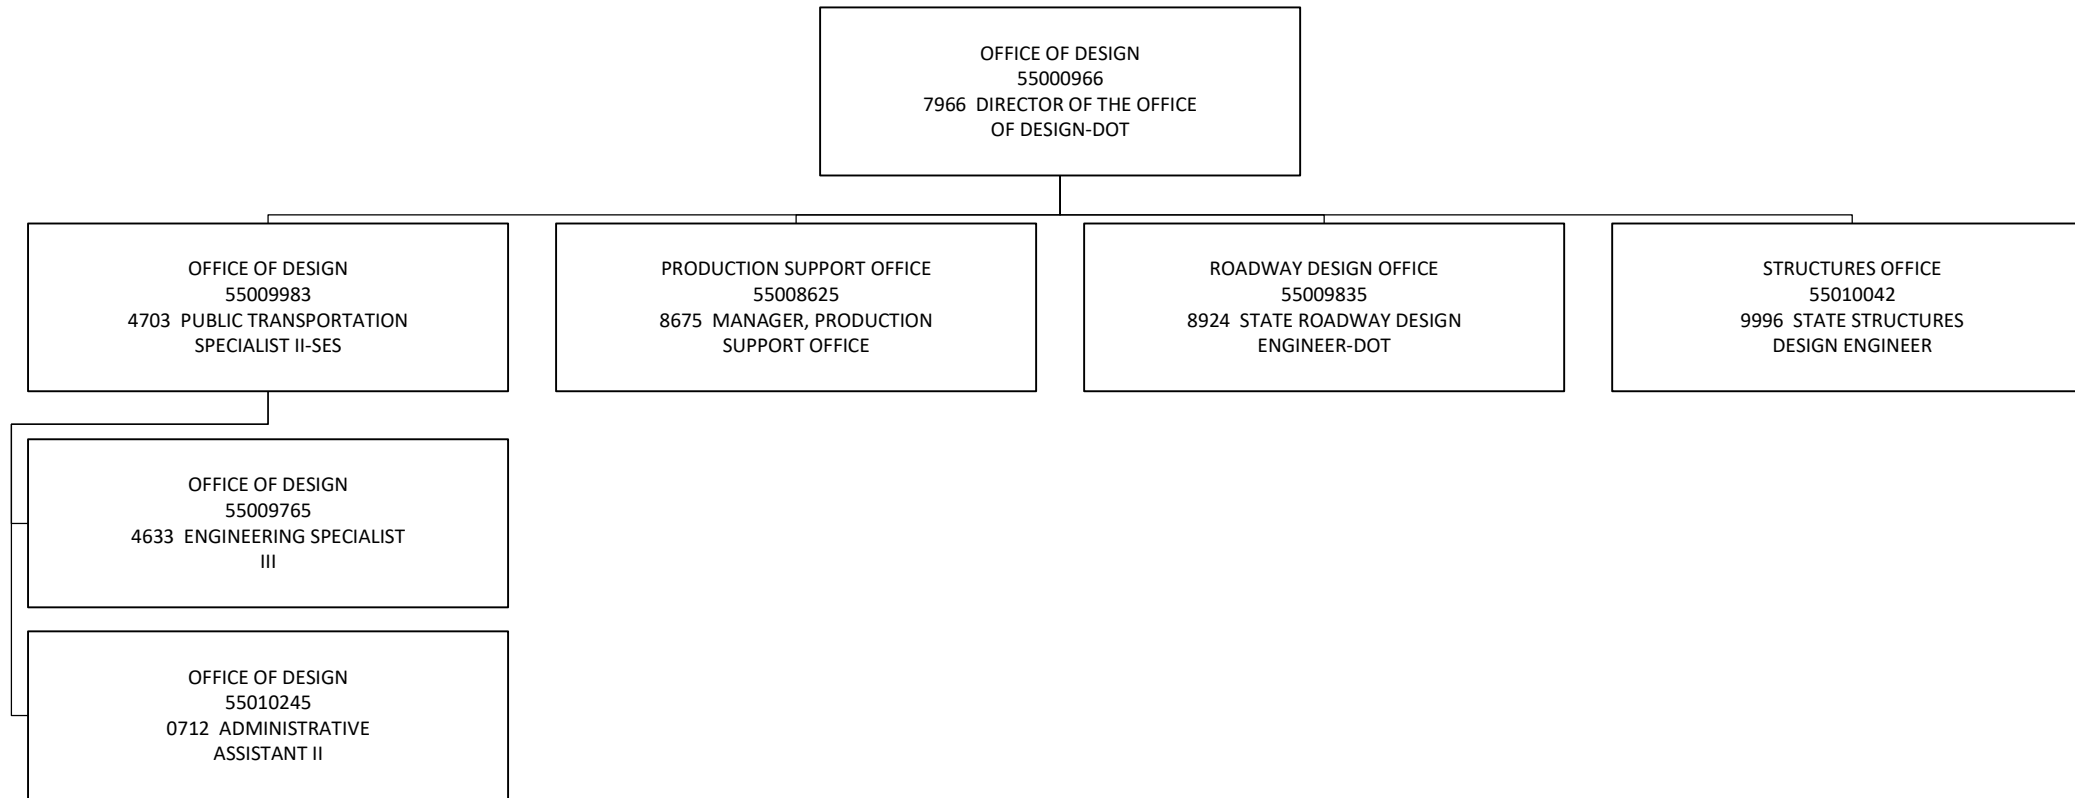 OFFICE OF DESIGN
55000966
7966  DIRECTOR OF THE OFFICE
OF DESIGN-DOT
OFFICE OF DESIGN
55009983
4703  PUBLIC TRANSPORTATION
SPECIALIST II-SES
PRODUCTION SUPPORT OFFICE
55008625
8675  MANAGER, PRODUCTION
SUPPORT OFFICE
ROADWAY DESIGN OFFICE
55009835
8924  STATE ROADWAY DESIGN
ENGINEER-DOT
STRUCTURES OFFICE
55010042
9996  STATE STRUCTURES
DESIGN ENGINEER
OFFICE OF DESIGN
55009765
4633  ENGINEERING SPECIALIST
III
OFFICE OF DESIGN
55010245
0712  ADMINISTRATIVE
ASSISTANT II